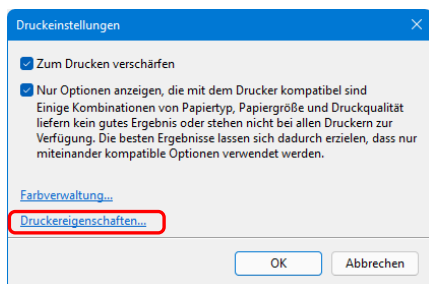 Druckeinstellungen
Zum Drucken verschärfen
Nur Optionen anzeigen, die mit dem Drucker kompatibel sind
Einige Kombinationen von Papiertyp, Papiergröße und Druckqualität
liefern kein gutes Ergebnis oder stehen nicht bei allen Druckern zur
Verfügung. Die besten Ergebnisse lassen sich dadurch erzielen, dass nur
miteinander kompatible Optionen verwendet werden.
Farbverwaltung...
Druckereigenschaften...
OK Abbrechen